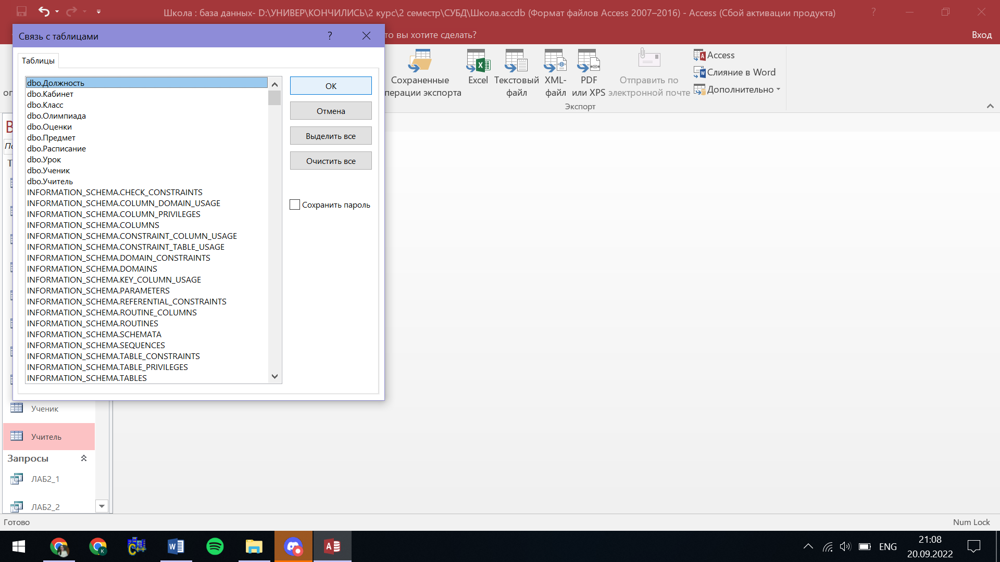 Школа : база данных- D:\УНИВЕР\КОНЧИЛИСЬ\2 курс\2 семестр\СУБД\Школа.accdb (Формат файлов Access 2007–2016) - Access (Сбой активации продукта)
?
Связь с таблицами
?
то вы хотите сделать?
Вход
Таблицы
dbo.Должность
dbo.Кабинет
dbo.Класс
dbo.Олимпиада
dbo.Оценки
dbo.Предмет
dbo.Расписание
dbo.Урок
dbo.Ученик
dbo.Учитель
INFORMATION_SCHEMA.CHECK_CONSTRAINTS
INFORMATION_SCHEMA.COLUMN_DOMAIN_USAGE
INFORMATION_SCHEMA.COLUMN_PRIVILEGES
INFORMATION_SCHEMA.COLUMNS
INFORMATION_SCHEMA.CONSTRAINT_COLUMN_USAGE
INFORMATION_SCHEMA.CONSTRAINT_TABLE_USAGE
INFORMATION_SCHEMA.DOMAIN_CONSTRAINTS
INFORMATION_SCHEMA.DOMAINS
INFORMATION_SCHEMA.KEY_COLUMN_USAGE
INFORMATION_SCHEMA.PARAMETERS
INFORMATION_SCHEMA.REFERENTIAL_CONSTRAINTS
INFORMATION_SCHEMA.ROUTINE_COLUMNS
INFORMATION_SCHEMA.ROUTINES
INFORMATION_SCHEMA.SCHEMATA
INFORMATION_SCHEMA.SEQUENCES
INFORMATION_SCHEMA.TABLE_CONSTRAINTS
INFORMATION_SCHEMA.TABLE_PRIVILEGES
INFORMATION_SCHEMA.TABLES
ОК
Отмена
Выделить все
Очистить все
Сохранить пароль
Сохраненные
перации экспорта
Excel
Текстовый
файл
XML-
файл
PDF
или XPS
Отправить по
электронной почте
Access
Слияние в Word
Дополнительно
Экспорт
Ученик
Учитель
Запросы
ЛАБ2_1
ЛАБ2_2
Готово
Num Lock
ENG
21:08
20.09.2022